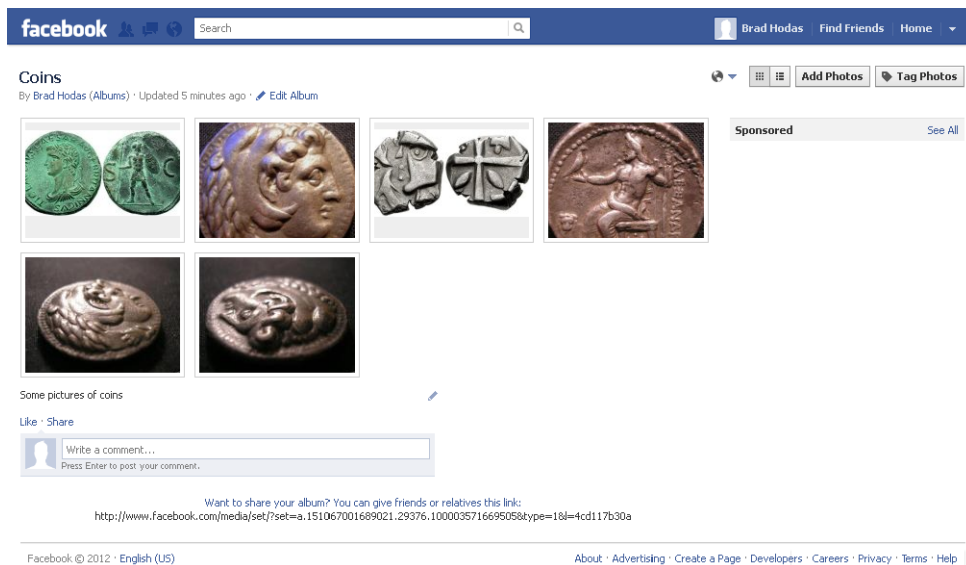 facebook Search Brad Hodas Find Friends Home
Coins Add Photos Tag Photos
By Brad Hodas (Albums) · Updated 5 minutes ago · Edit Album
Sponsored See All
S C
Some pictures of coins
Like · Share
Write a comment...
Press Enter to post your comment.
Want to share your album? You can give friends or relatives this link:
http://www.facebook.com/media/set/?set=a.151067001689021.29376.100003571669505&type=1&l=4cd117b30a
Facebook © 2012 · English (US) About · Advertising · Create a Page · Developers · Careers · Privacy · Terms · Help